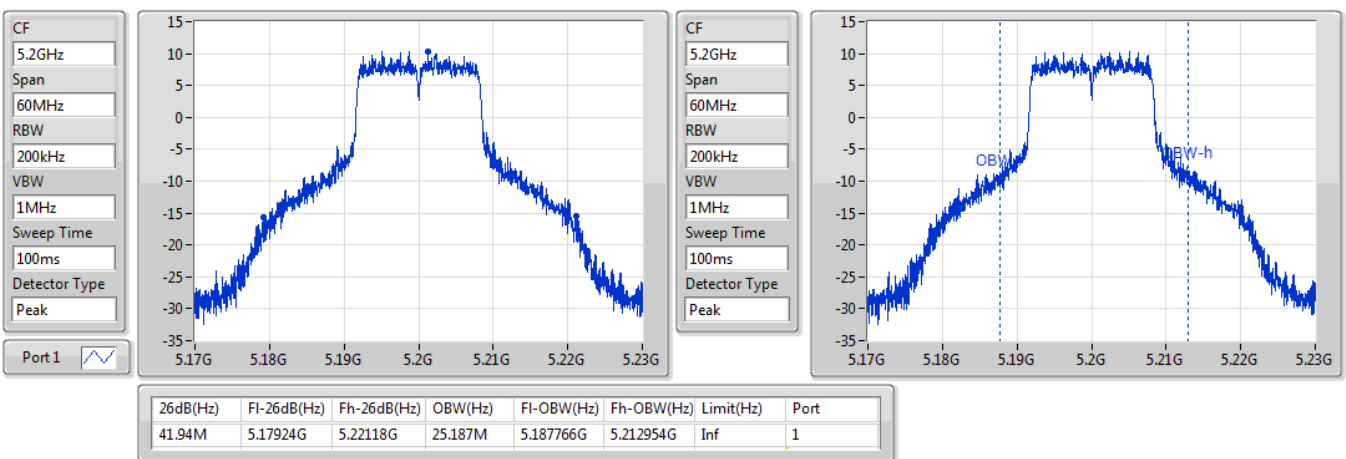 CF
5.2GHz
Span
60MHz
RBW
200kHz
VBW
1MHz
Sweep Time
100ms
Detector Type
Peak
Port 1
15
10
5
0
-5
-10
-15
-20
-25
-30
-35
5.17G 5.18G 5.19G 5.2G 5.21G 5.22G 5.23G
CF
5.2GHz
Span
60MHz
RBW
200kHz
VBW
1MHz
Sweep Time
100ms
Detector Type
Peak
15
10
5
0
-5
-10
-15
-20
-25
-30
-35
OBW-h
5.17G 5.18G 5.19G 5.2G 5.21G 5.22G 5.23G
26dB(Hz) Fl-26dB(Hz) Fh-26dB(Hz) OBW(Hz) Fl-OBW(Hz) Fh-OBW(Hz) Limit(Hz) Port
41.94M 5.17924G 5.22118G 25.187M 5.187766G 5.212954G Inf 1